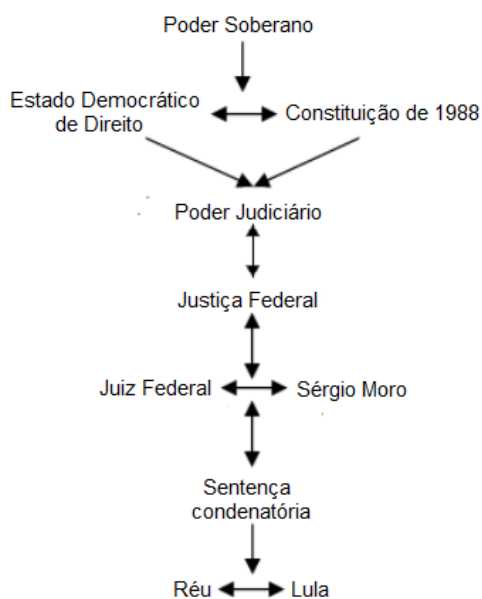 Poder Soberano
Estado Democrático
de Direito
Constituição de 1988
Poder Judiciário
Justiça Federal
Juiz Federal
Sérgio Moro
Sentença
condenatória
Réu
Lula